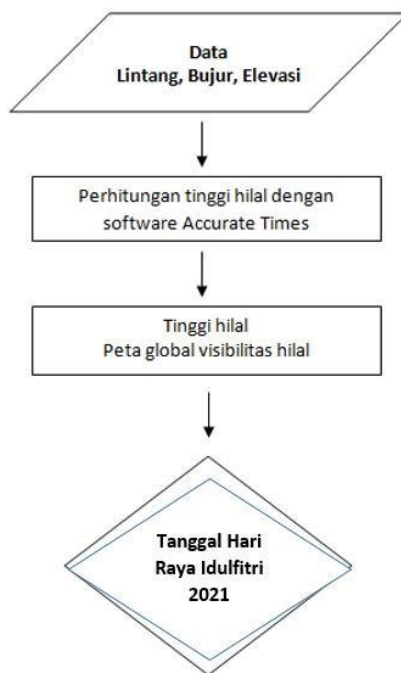 Data
Lintang, Bujur, Elevasi
Perhitungan tinggi hilal dengan
software Accurate Times
Tinggi hilal
Peta global visibilitas hilal
Tanggal Hari
Raya Idulfitri
2021